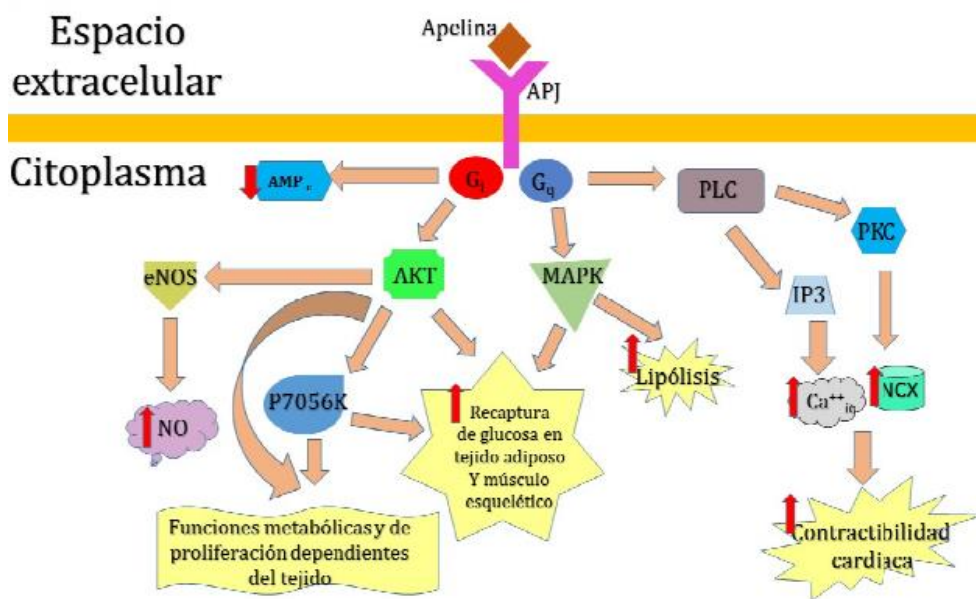 Espacio
extracelular
Apelina
APJ
Citoplasma
AMPc
Gi
Gq
PLC
PKC
eNOS
AKT
MAPK
IP3
NO
P7056K
Lipólisis
Ca++
NCX
Recaptura
de glucosa en
tejido adiposo
Y músculo
esquelético
Funciones metabólicas y de
proliferación dependientes
del tejido
Contractibilidad
cardiaca